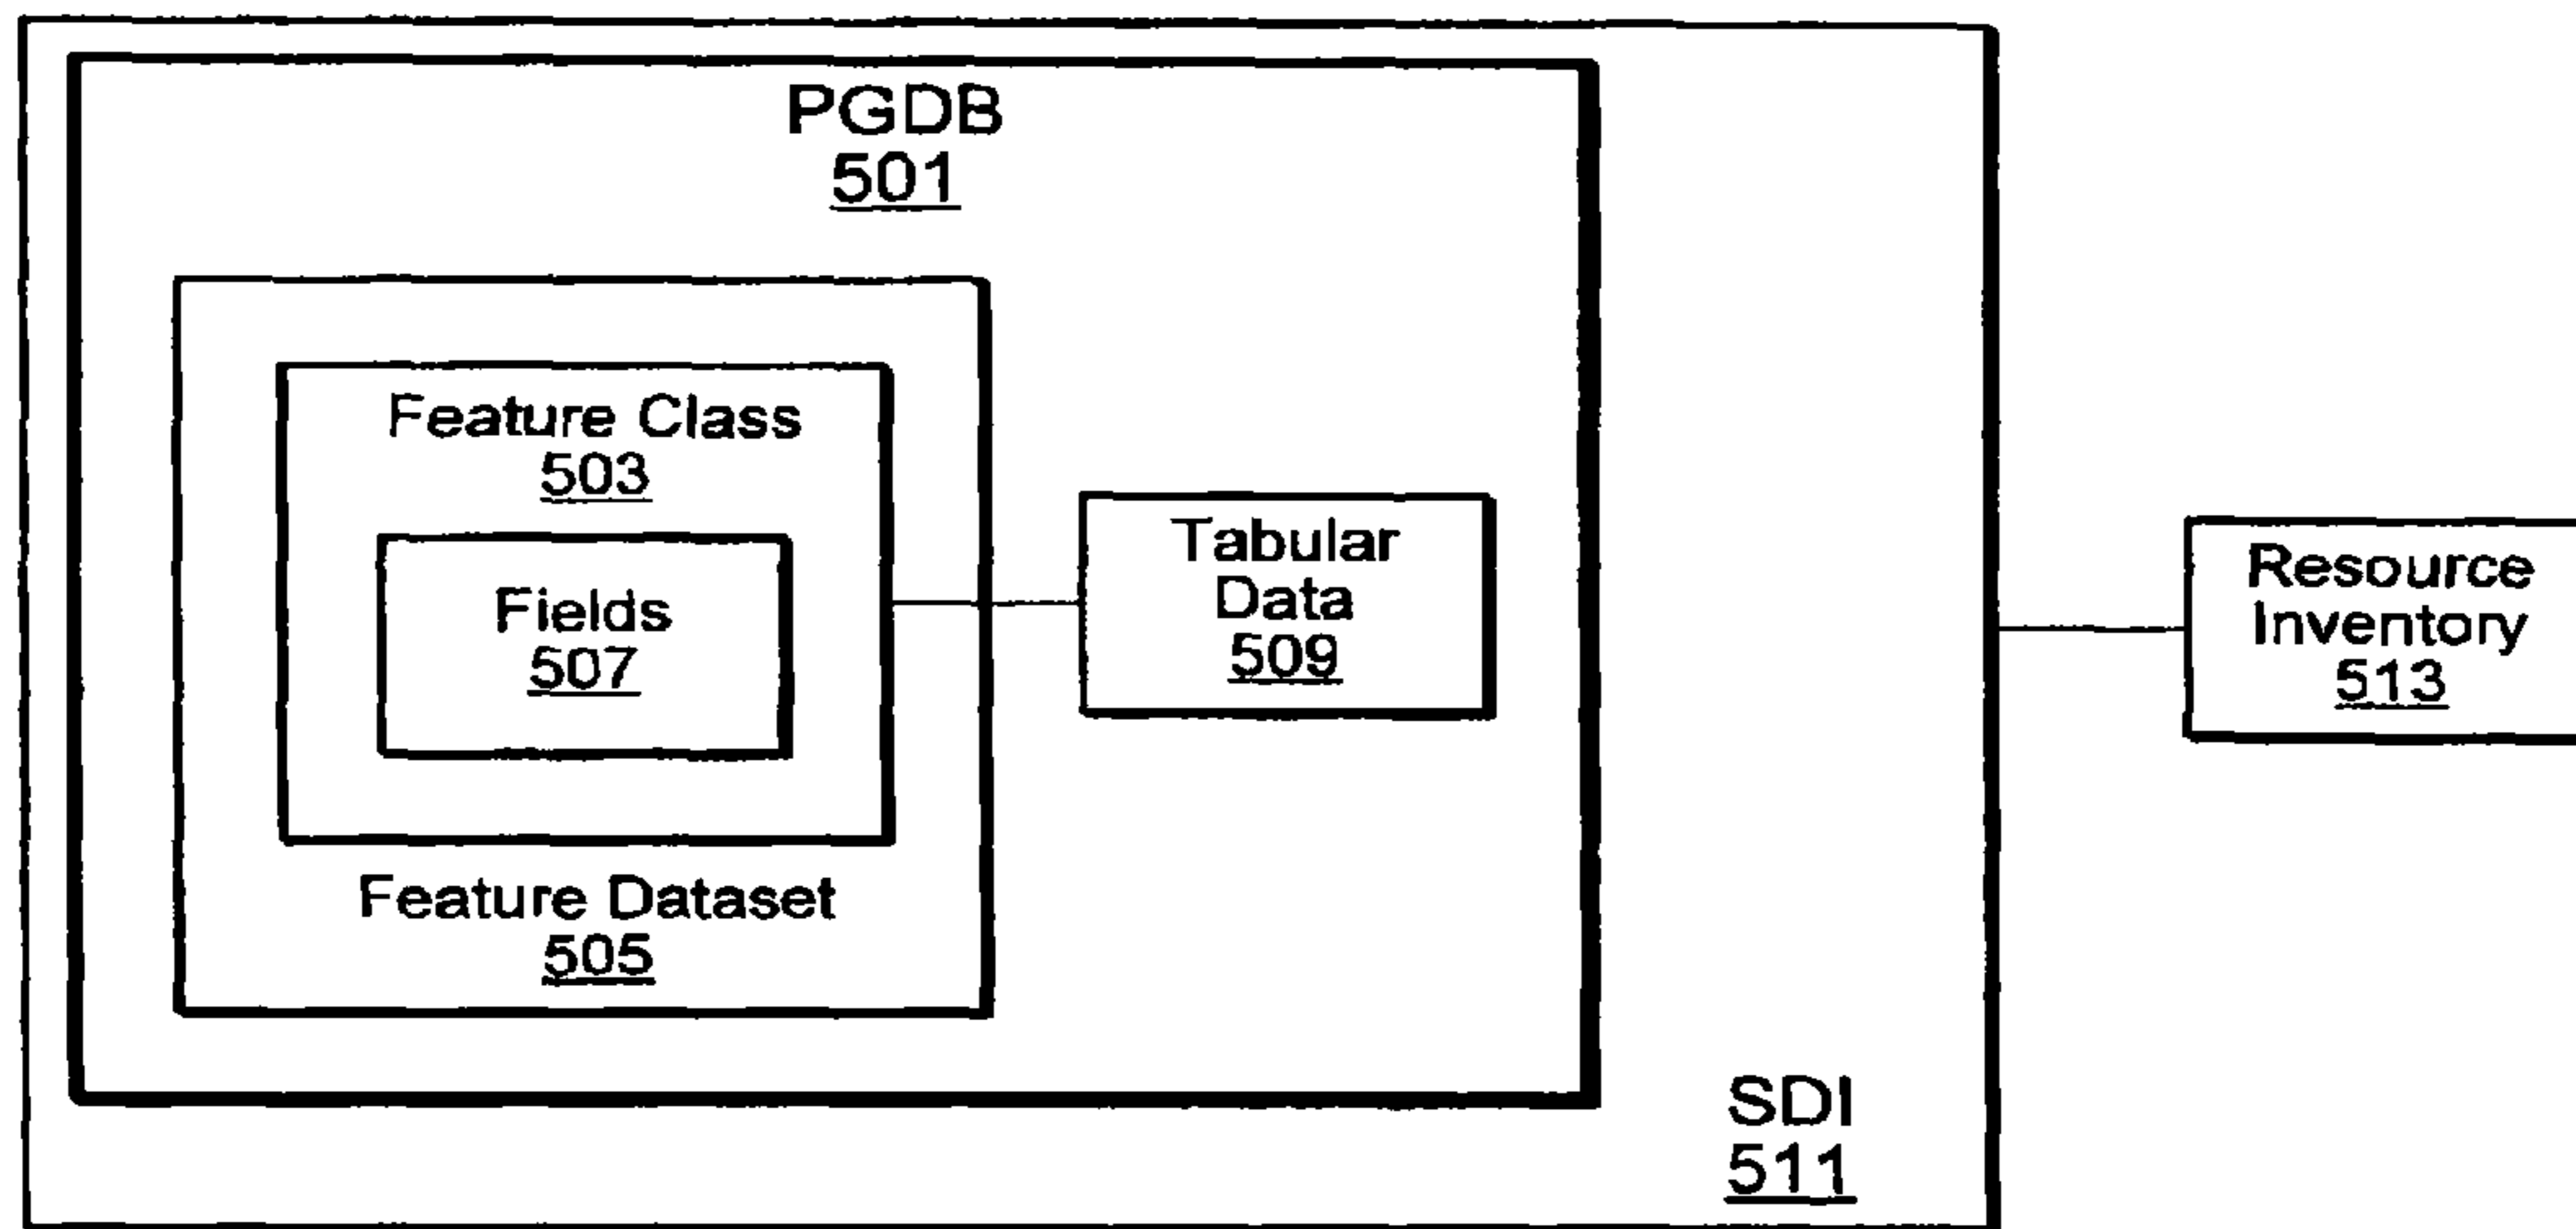 PGDB
501
Feature Class
503
Fields
507
Feature Dataset
505
Tabular
Data
509
SDI
511
Resource
Inventory
513